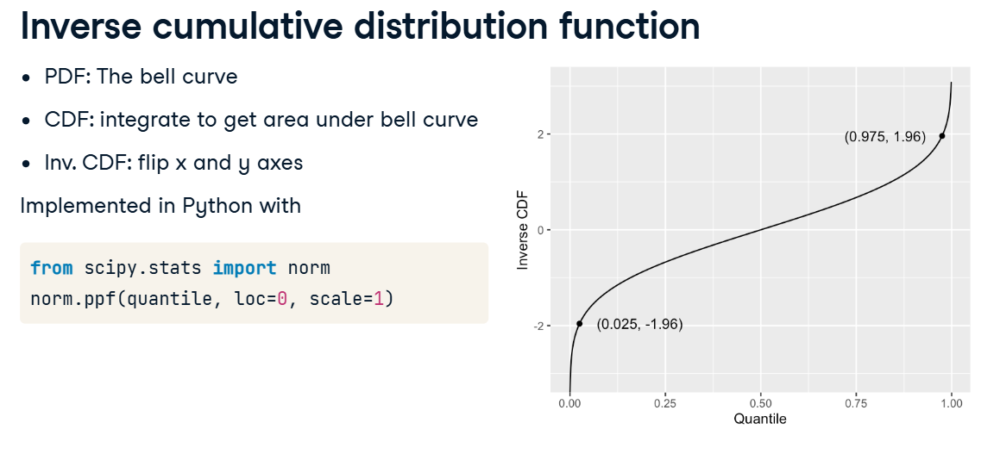 Inverse cumulative distribution function
• PDF: The bell curve
• CDF: integrate to get area under bell curve
• Inv. CDF: flip x and y axes
Implemented in Python with
from scipy.stats import norm
norm.ppf(quantile, loc=0, scale=1)
Inverse CDF
2
0
-2
(0.975, 1.96)
(0.025, -1.96)
0.00 0.25 0.50 0.75 1.00
Quantile